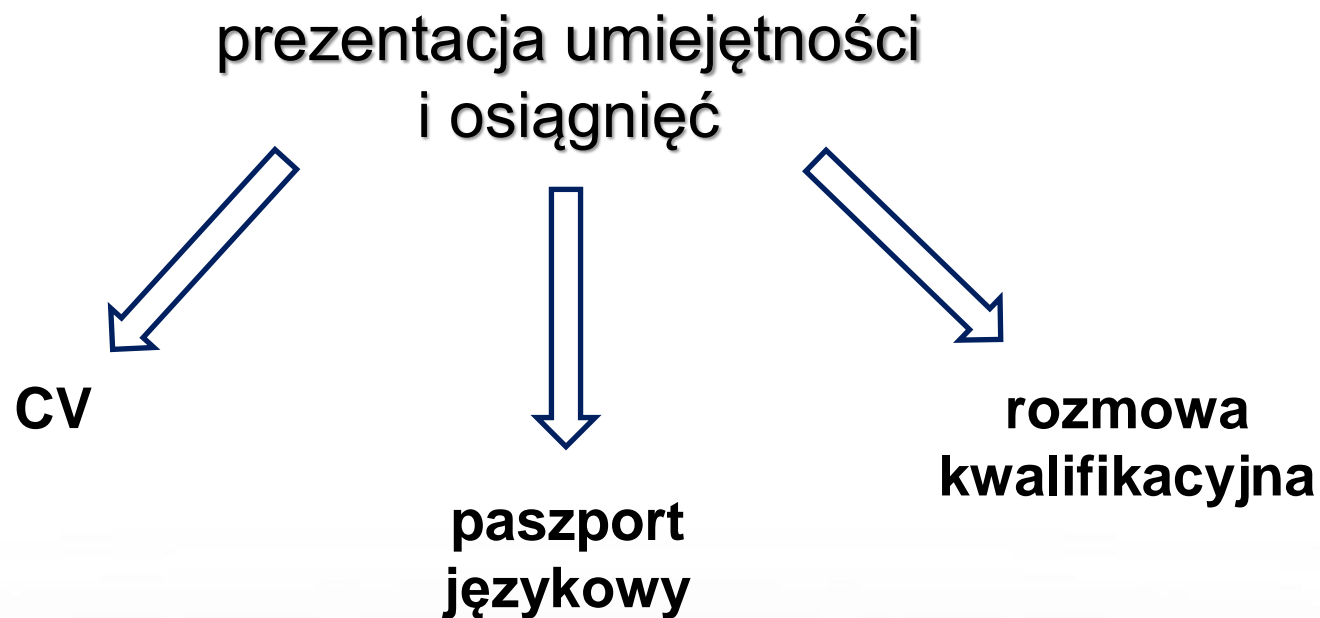 prezentacja umiejętności
i osiągnięć
CV
rozmowa
kwalifikacyjna
paszport
językowy